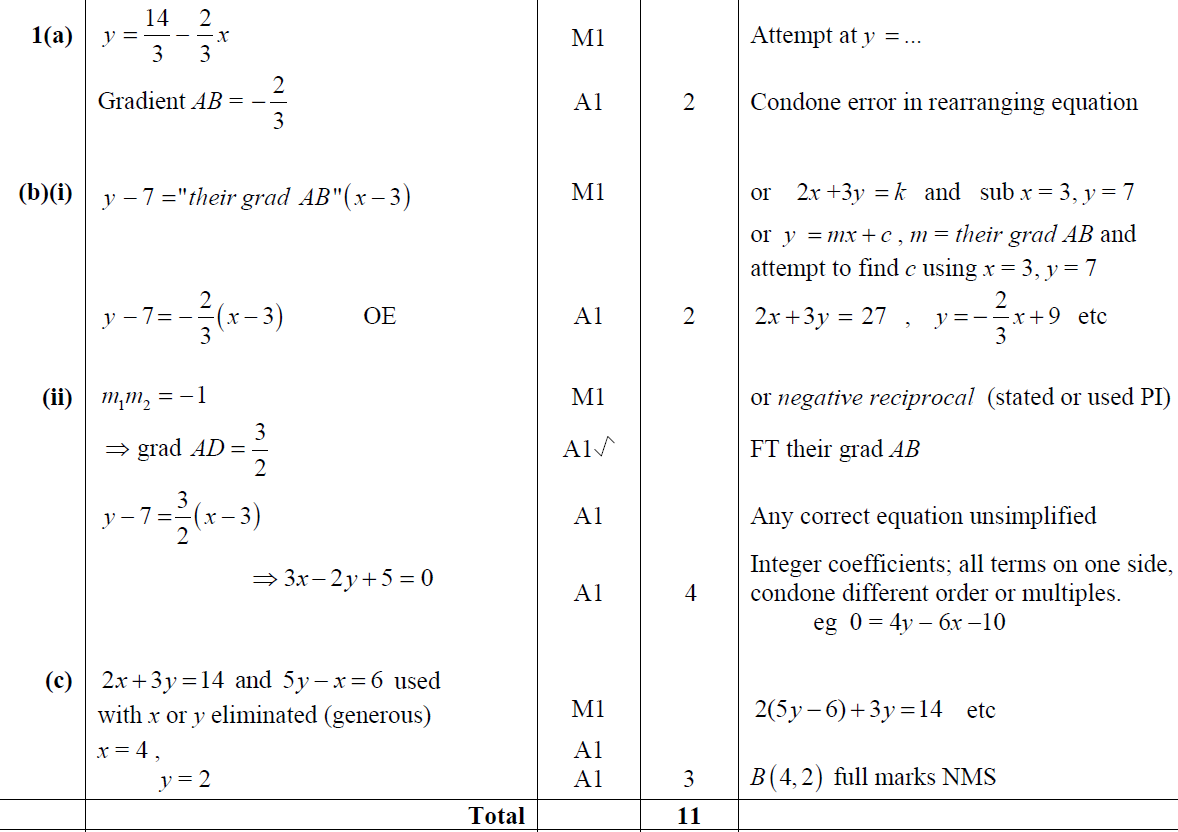 1(a) y = 14/3 − 2/3 x M1 Attempt at y = ...
Gradient AB = − 2/3 A1 2 Condone error in rearranging equation
(b)(i) y − 7 ="their grad AB"(x − 3) M1 or 2x +3y = k and sub x = 3, y = 7
or y = mx + c , m = their grad AB and
attempt to find c using x = 3, y = 7
y − 7= − 2/3 (x − 3) OE A1 2 2x + 3y = 27 , y = − 2/3 x + 9 etc
(ii) m₁m₂ = −1 M1 or negative reciprocal (stated or used PI)
⇒ grad AD = 3/2 A1√ FT their grad AB
y − 7 = 3/2 (x − 3) A1 Any correct equation unsimplified
⇒ 3x − 2y + 5 = 0 A1 4 Integer coefficients; all terms on one side,
condone different order or multiples.
eg 0 = 4y − 6x −10
(c) 2x + 3y = 14 and 5y − x = 6 used
with x or y eliminated (generous) M1 2(5y − 6) + 3y = 14 etc
x = 4 , A1
y = 2 A1 3 B(4, 2) full marks NMS
Total 11